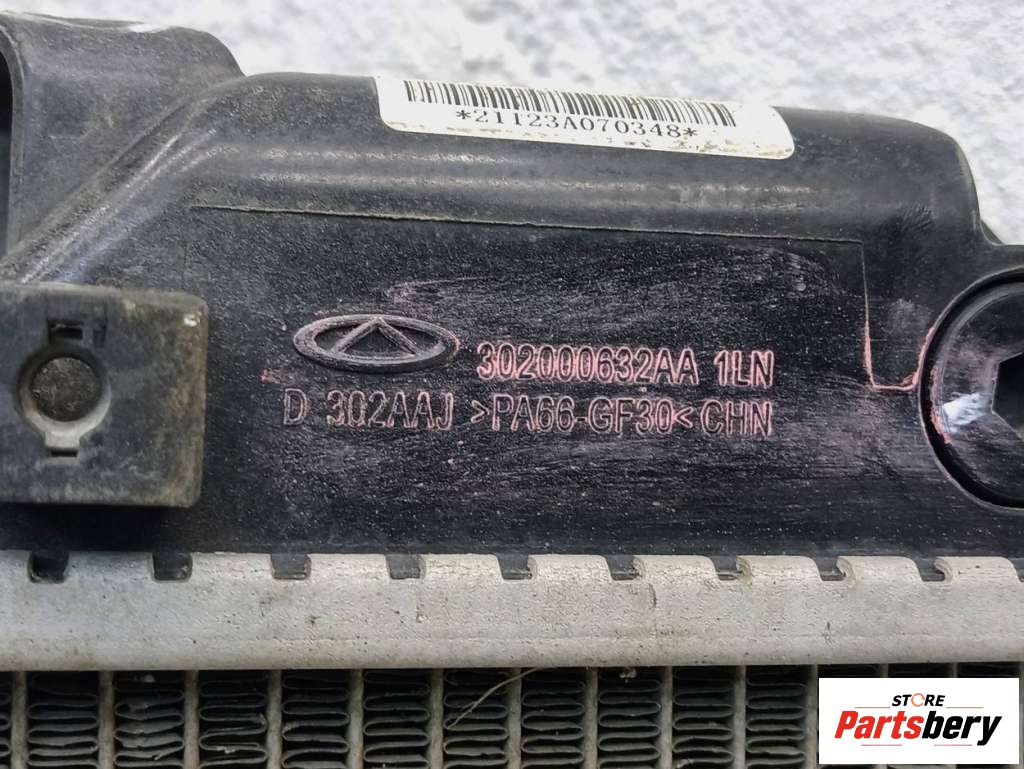 *21123A070348*
302000632AA 1LN
D 302AAJ >PA66-GF30< CHN
STORE
Partsbery